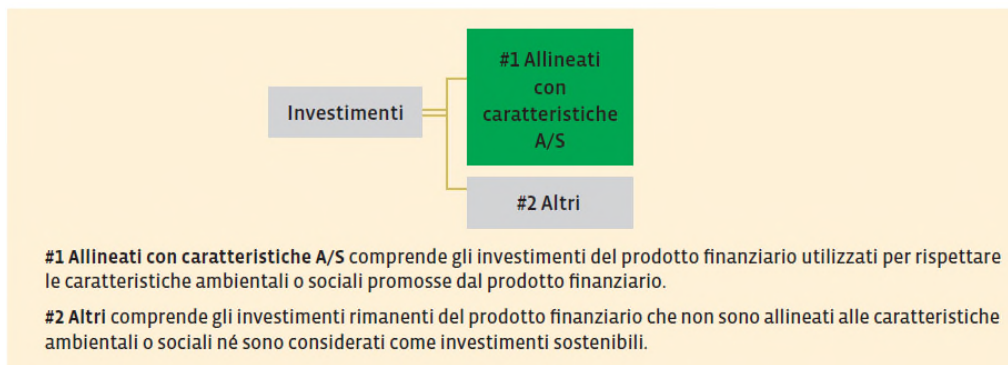 #1 Allineati
con
caratteristiche
A/S
Investimenti
#2 Altri
#1 Allineati con caratteristiche A/S comprende gli investimenti del prodotto finanziario utilizzati per rispettare
le caratteristiche ambientali o sociali promosse dal prodotto finanziario.
#2 Altri comprende gli investimenti rimanenti del prodotto finanziario che non sono allineati alle caratteristiche
ambientali o sociali né sono considerati come investimenti sostenibili.